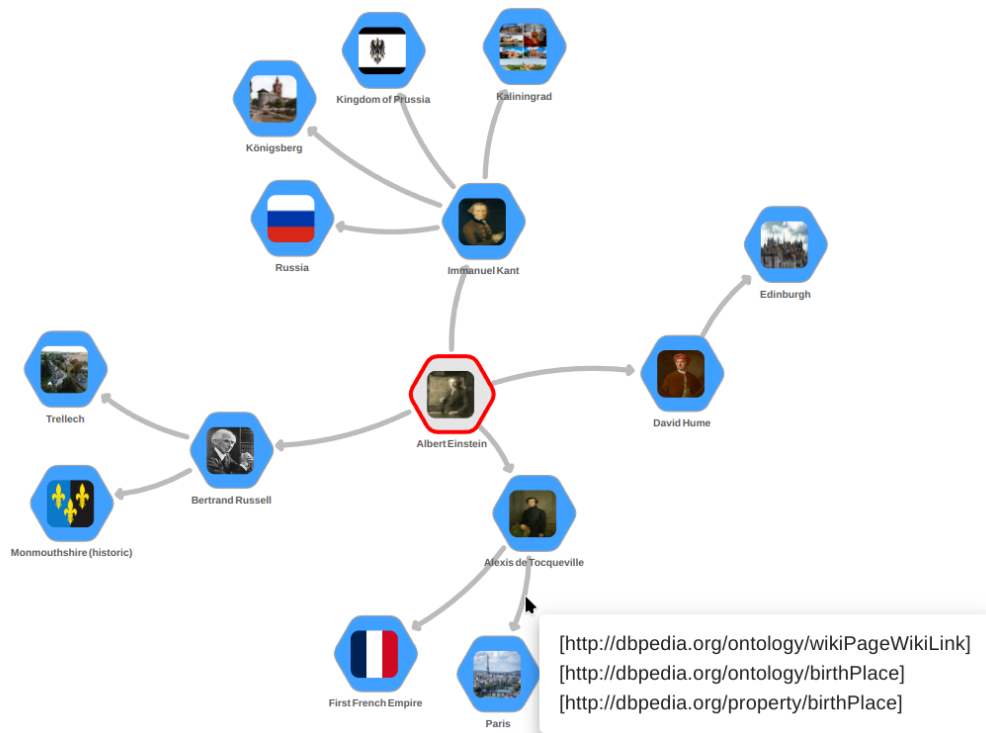 Kingdom of Prussia
Kaliningrad
Königsberg
Russia
Immanuel Kant
Edinburgh
Trellech
David Hume
Albert Einstein
Bertrand Russell
Monmouthshire (historic)
Alexis de Tocqueville
First French Empire
Paris
[http://dbpedia.org/ontology/wikiPageWikiLink]
[http://dbpedia.org/ontology/birthPlace]
[http://dbpedia.org/property/birthPlace]